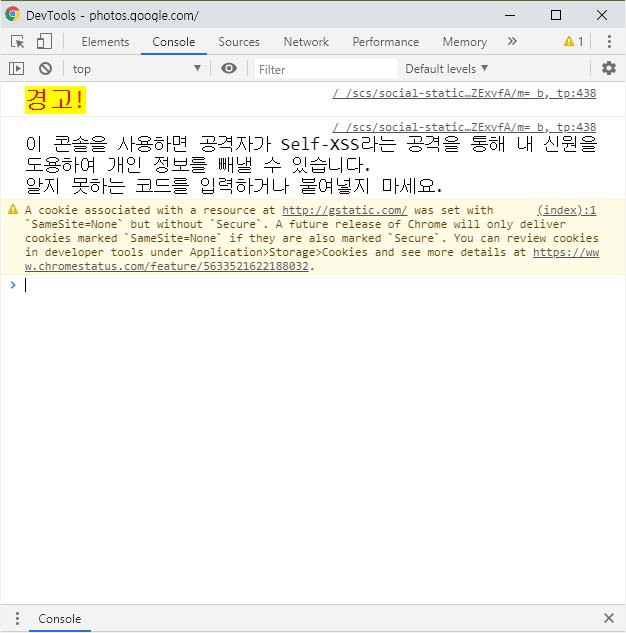 DevTools - photos.google.com/
Elements Console Sources Network Performance Memory » 1
top Filter Default levels
경고! / /scs/social-static…ZExvfA/m= b, tp:438
/ /scs/social-static…ZExvfA/m= b, tp:438
이 콘솔을 사용하면 공격자가 Self-XSS라는 공격을 통해 내 신원을
도용하여 개인 정보를 빼낼 수 있습니다.
알지 못하는 코드를 입력하거나 붙여넣지 마세요.
A cookie associated with a resource at http://gstatic.com/ was set with (index):1
`SameSite=None` but without `Secure`. A future release of Chrome will only deliver
cookies marked `SameSite=None` if they are also marked `Secure`. You can review cookies
in developer tools under Application>Storage>Cookies and see more details at https://ww
w.chromestatus.com/feature/5633521622188032.
Console